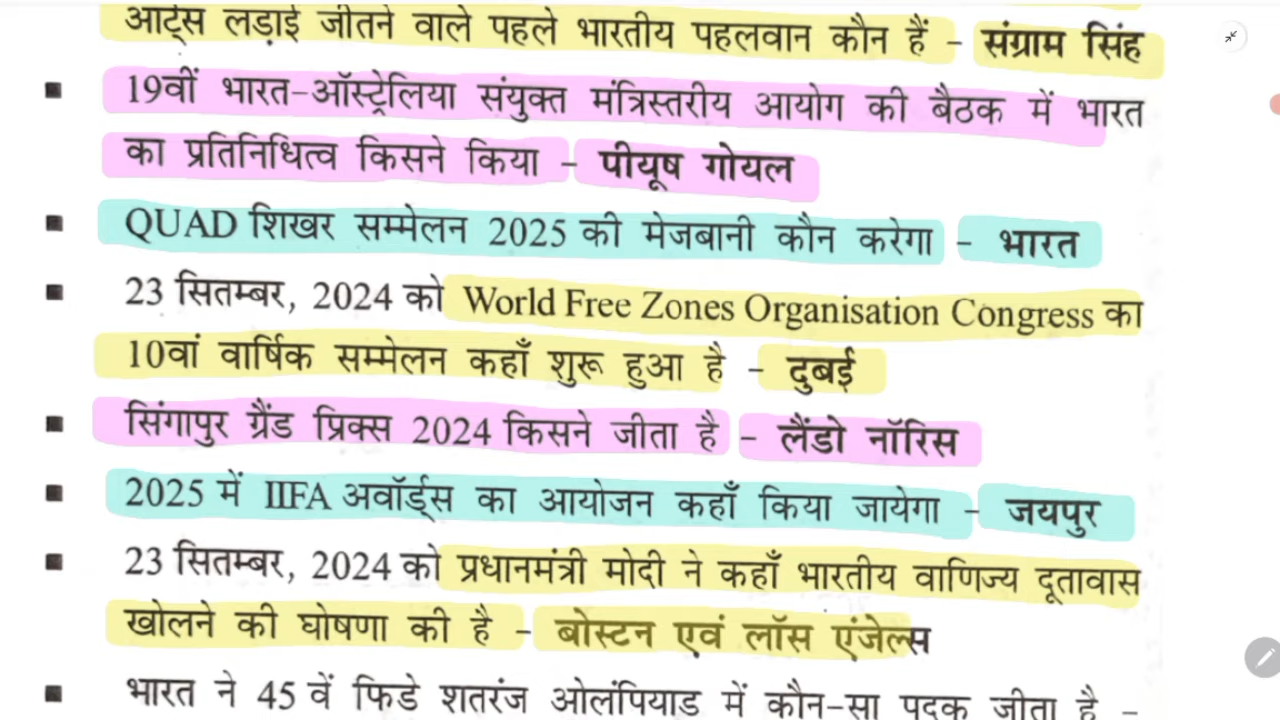 आर्ट्स लड़ाई जीतने वाले पहले भारतीय पहलवान कौन हैं – संग्राम सिंह
■ 19वीं भारत-ऑस्ट्रेलिया संयुक्त मंत्रिस्तरीय आयोग की बैठक में भारत
का प्रतिनिधित्व किसने किया – पीयूष गोयल
■ QUAD शिखर सम्मेलन 2025 की मेजबानी कौन करेगा – भारत
■ 23 सितम्बर, 2024 को World Free Zones Organisation Congress का
10वां वार्षिक सम्मेलन कहाँ शुरू हुआ है – दुबई
■ सिंगापुर ग्रैंड प्रिक्स 2024 किसने जीता है – लैंडो नॉरिस
■ 2025 में IIFA अवॉर्ड्स का आयोजन कहाँ किया जायेगा – जयपुर
■ 23 सितम्बर, 2024 को प्रधानमंत्री मोदी ने कहाँ भारतीय वाणिज्य दूतावास
खोलने की घोषणा की है – बोस्टन एवं लॉस एंजेल्स
■ भारत ने 45 वें फिडे शतरंज ओलंपियाड में कौन-सा पदक जीता है –